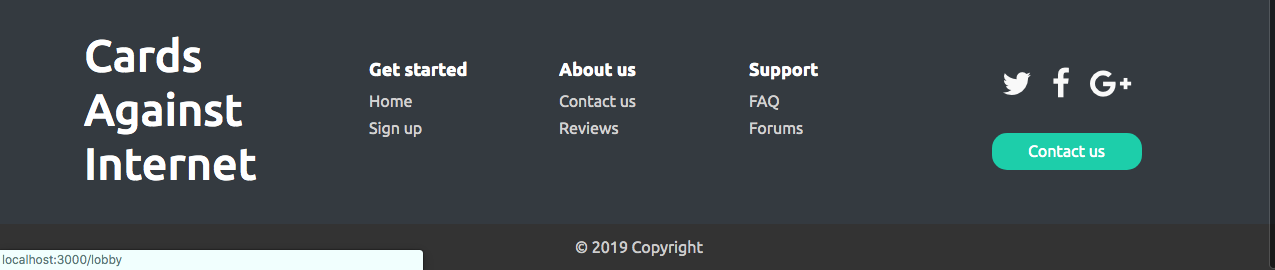 Cards
Against
Internet
Get started
Home
Sign up
About us
Contact us
Reviews
Support
FAQ
Forums
G+
Contact us
© 2019 Copyright
localhost:3000/lobby